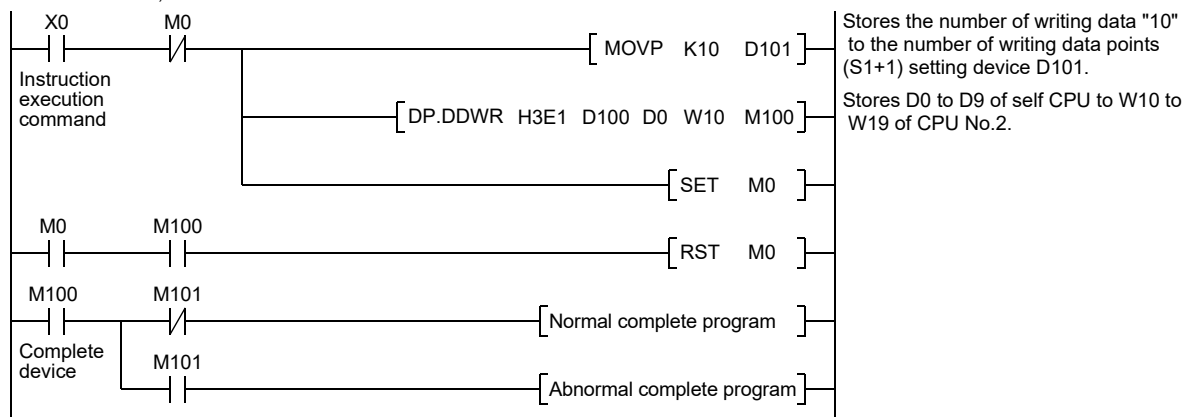 X0 M0
MOVP K10 D101
Stores the number of writing data "10"
to the number of writing data points
(S1+1) setting device D101.
Instruction
execution
command
DP.DDWR H3E1 D100 D0 W10 M100
Stores D0 to D9 of self CPU to W10 to
W19 of CPU No.2.
SET M0
M0 M100
RST M0
M100 M101
Normal complete program
Complete
device
M101
Abnormal complete program